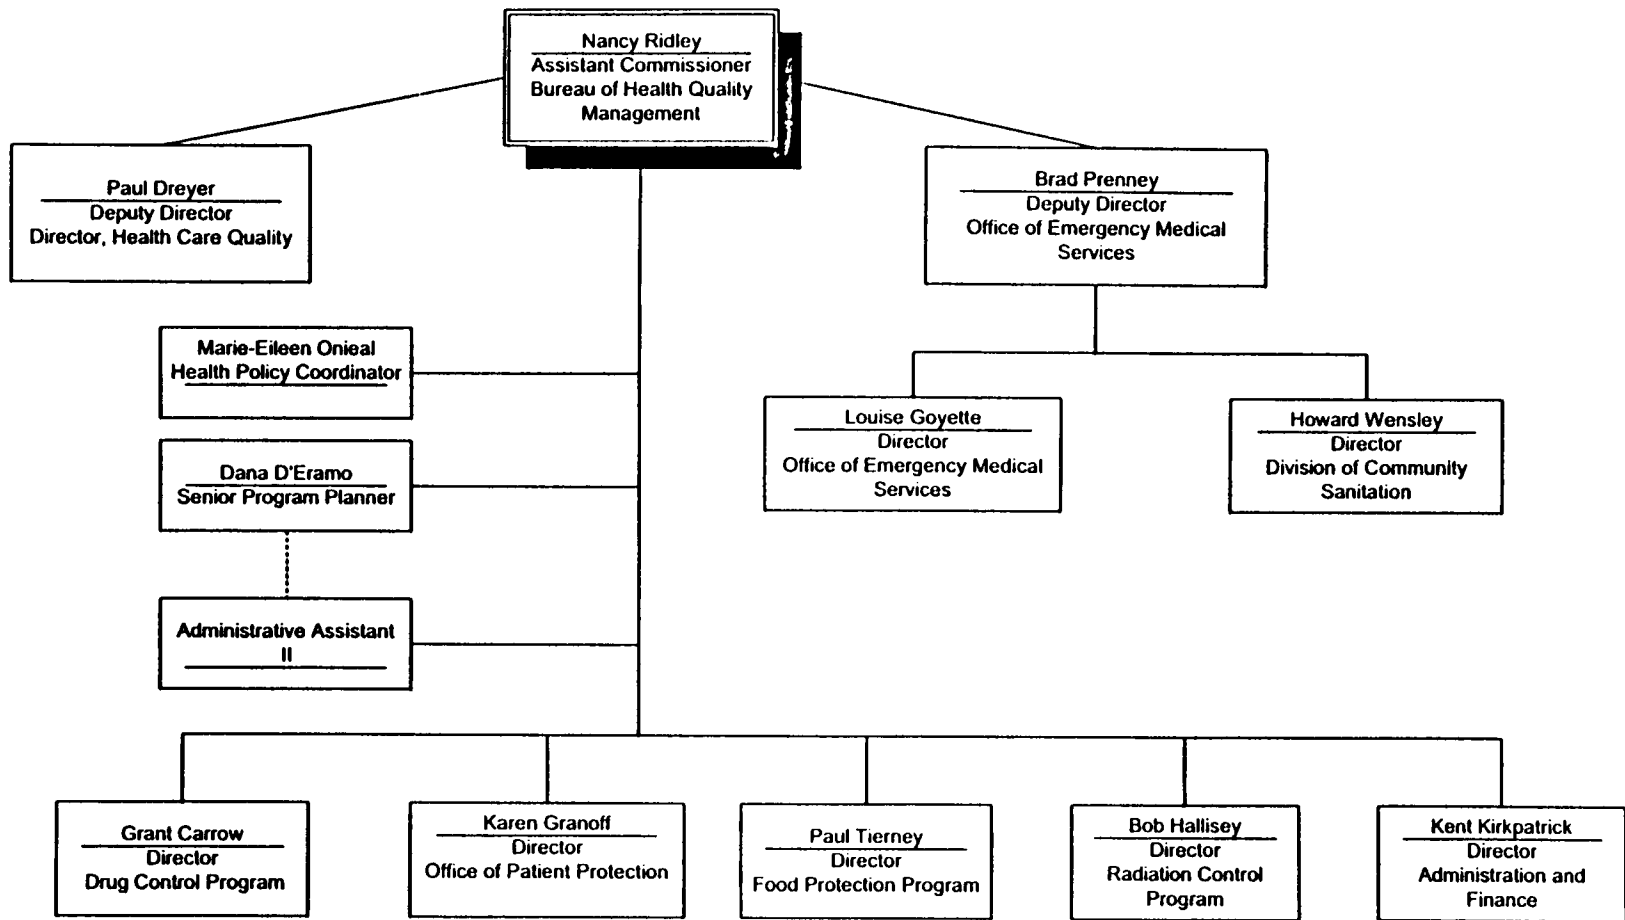 Nancy Ridley
Assistant Commissioner
Bureau of Health Quality
Management
Paul Dreyer
Deputy Director
Director, Health Care Quality
Brad Prenney
Deputy Director
Office of Emergency Medical
Services
Marie-Eileen Onieal
Health Policy Coordinator
Louise Goyette
Director
Office of Emergency Medical
Services
Howard Wensley
Director
Division of Community
Sanitation
Dana D'Eramo
Senior Program Planner
Administrative Assistant
II
Grant Carrow
Director
Drug Control Program
Karen Granoff
Director
Office of Patient Protection
Paul Tierney
Director
Food Protection Program
Bob Hallisey
Director
Radiation Control
Program
Kent Kirkpatrick
Director
Administration and
Finance